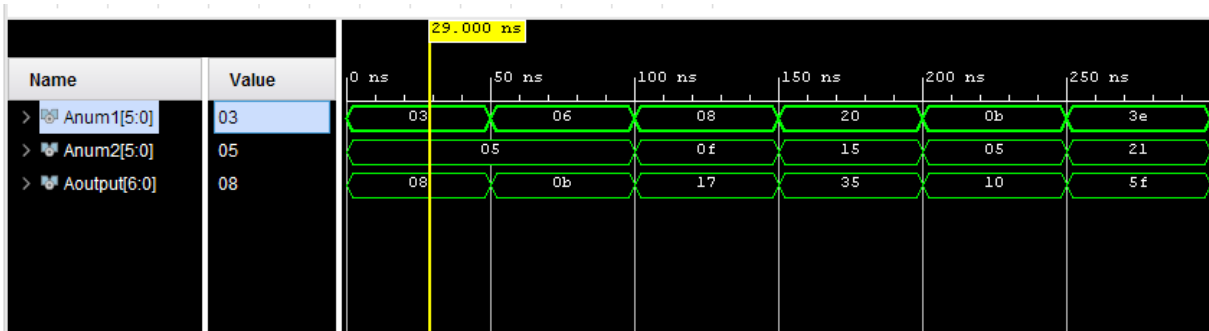 29.000 ns
Name Value 0 ns 50 ns 100 ns 150 ns 200 ns 250 ns
> Anum1[5:0] 03 03 06 08 20 0b 3e
> Anum2[5:0] 05 05 0f 15 05 21
> Aoutput[6:0] 08 08 0b 17 35 10 5f